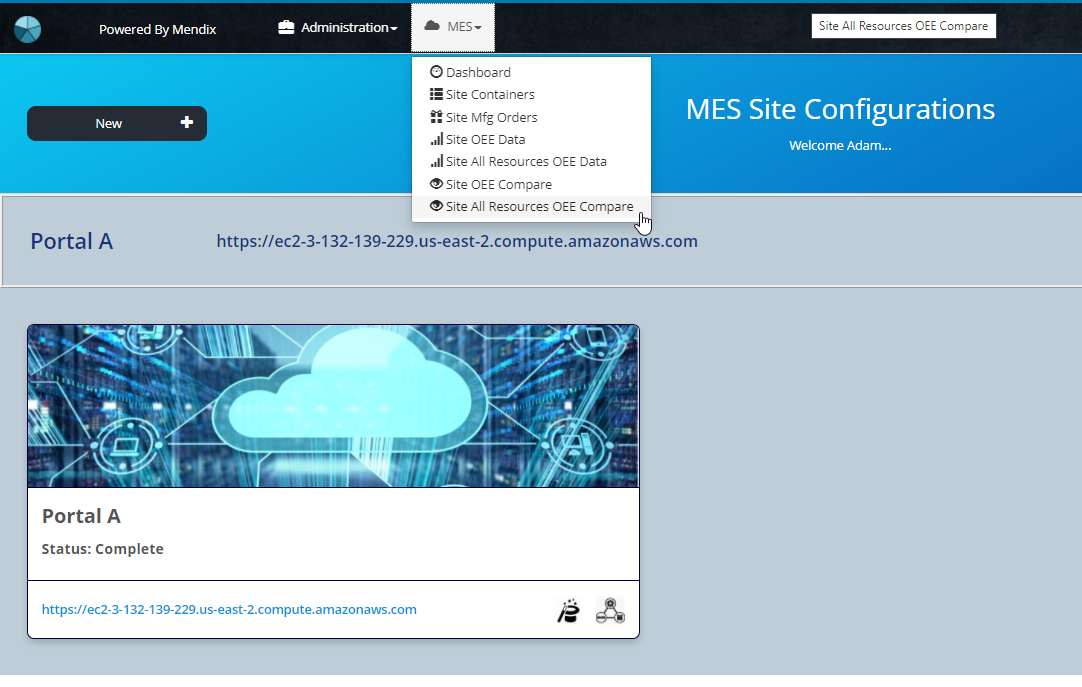 Powered By Mendix
Administration
MES
Site All Resources OEE Compare
Dashboard
Site Containers
Site Mfg Orders
Site OEE Data
Site All Resources OEE Data
Site OEE Compare
Site All Resources OEE Compare
New
MES Site Configurations
Welcome Adam...
Portal A
https://ec2-3-132-139-229.us-east-2.compute.amazonaws.com
Portal A
Status: Complete
https://ec2-3-132-139-229.us-east-2.compute.amazonaws.com